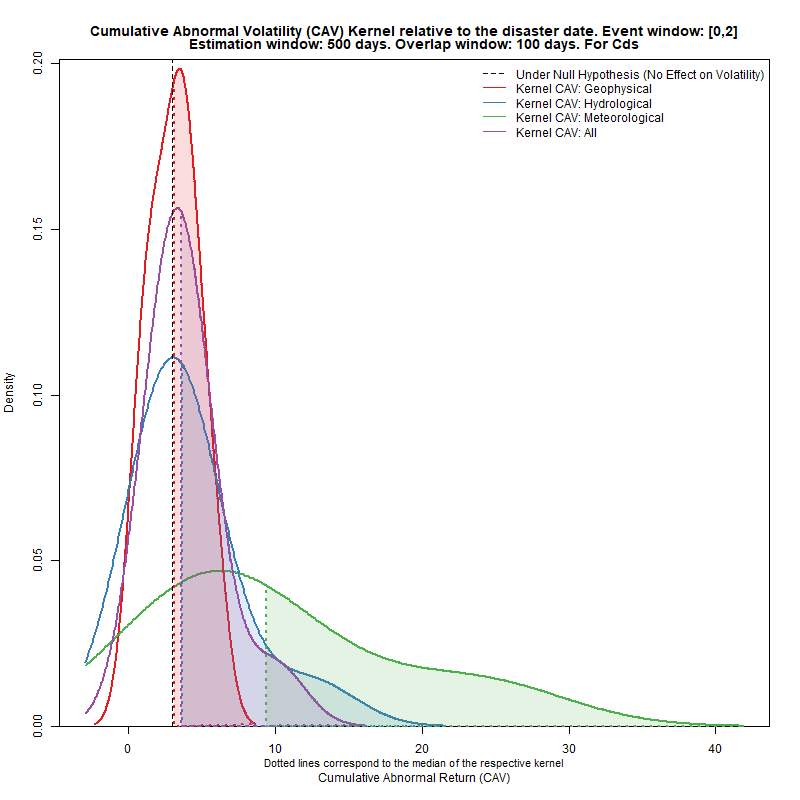 Cumulative Abnormal Volatility (CAV) Kernel relative to the disaster date. Event window: [0,2]
Estimation window: 500 days. Overlap window: 100 days. For Cds
Under Null Hypothesis (No Effect on Volatility)
Kernel CAV: Geophysical
Kernel CAV: Hydrological
Kernel CAV: Meteorological
Kernel CAV: All
0.20
0.15
0.10
0.05
0.00
Density
0 10 20 30 40
Dotted lines correspond to the median of the respective kernel
Cumulative Abnormal Return (CAV)